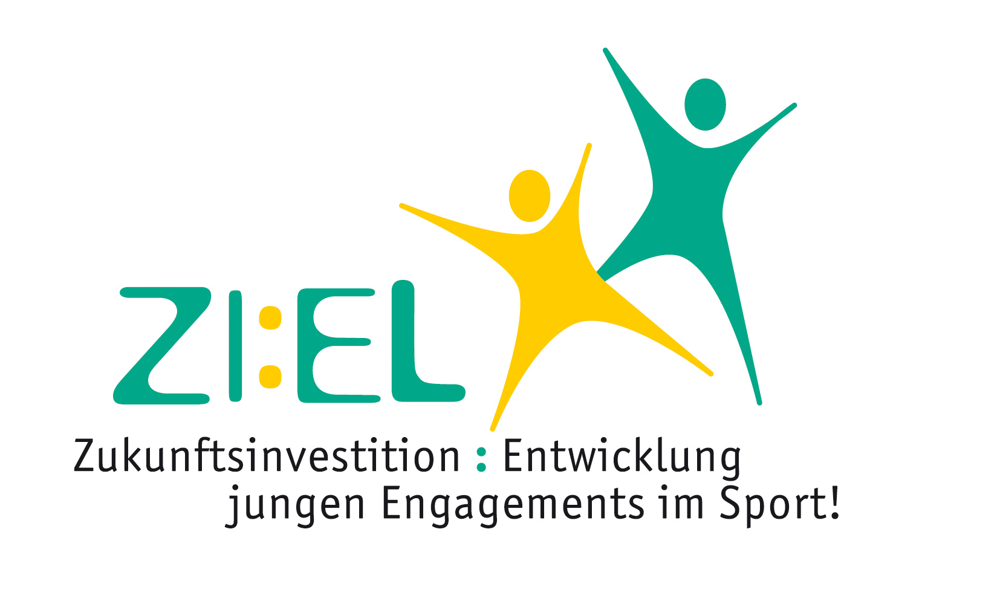 ZI:EL
Zukunftsinvestition : Entwicklung
jungen Engagements im Sport!